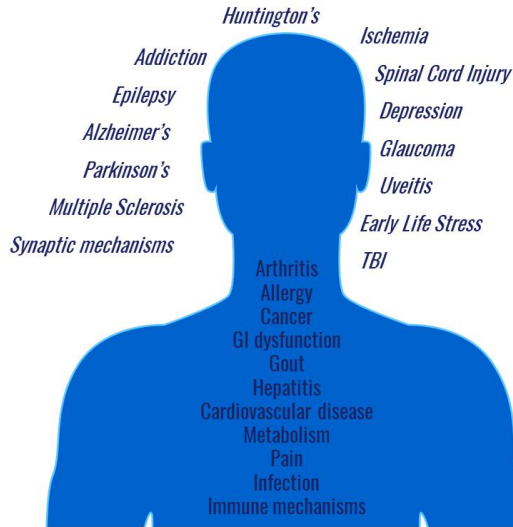 Huntington's
Addiction
Epilepsy
Alzheimer's
Parkinson's
Multiple Sclerosis
Synaptic mechanisms
Ischemia
Spinal Cord Injury
Depression
Glaucoma
Uveitis
Early Life Stress
TBI
Arthritis
Allergy
Cancer
GI dysfunction
Gout
Hepatitis
Cardiovascular disease
Metabolism
Pain
Infection
Immune mechanisms